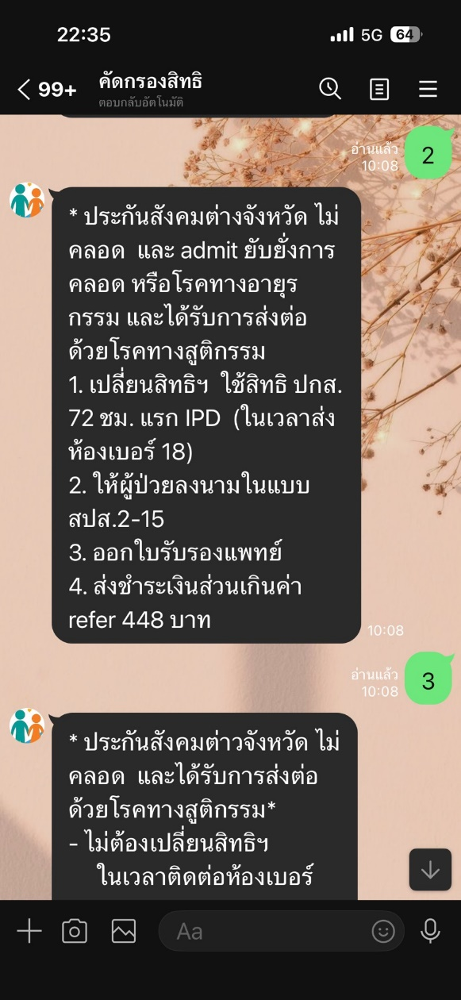 22:35
5G 64
99+ คัดกรองสิทธิ
ตอบกลับอัตโนมัติ
อ่านแล้ว
10:08
2
* ประกันสังคมต่างจังหวัด ไม่
คลอด และ admit ยับยั่งการ
คลอด หรือโรคทางอายุร
กรรม และได้รับการส่งต่อ
ด้วยโรคทางสูติกรรม
1. เปลี่ยนสิทธิฯ ใช้สิทธิ ปกส.
72 ชม. แรก IPD (ในเวลาส่ง
ห้องเบอร์ 18)
2. ให้ผู้ป่วยลงนามในแบบ
สปส.2-15
3. ออกใบรับรองแพทย์
4. ส่งชำระเงินส่วนเกินค่า
refer 448 บาท
10:08
อ่านแล้ว
10:08
3
* ประกันสังคมต่าวจังหวัด ไม่
คลอด และได้รับการส่งต่อ
ด้วยโรคทางสูติกรรม*
- ไม่ต้องเปลี่ยนสิทธิฯ
ในเวลาติดต่อห้องเบอร์
Aa